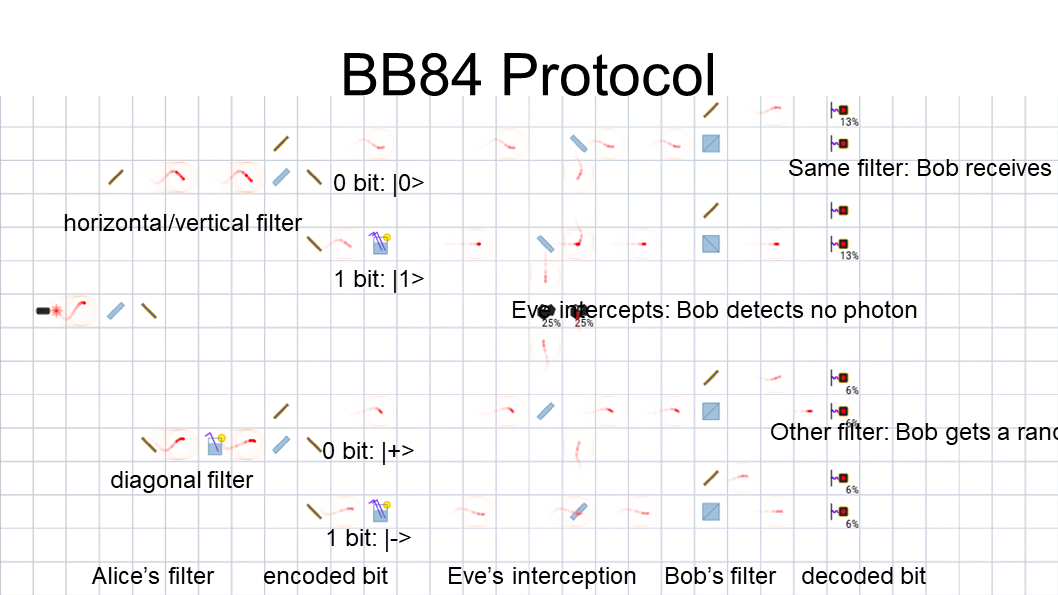 BB84 Protocol
13%
Same filter: Bob receives
0 bit: |0>
horizontal/vertical filter
13%
1 bit: |1>
Eve intercepts: Bob detects no photon
25%
25%
6%
6%
Other filter: Bob gets a rand
0 bit: |+>
diagonal filter
6%
6%
1 bit: |->
Alice’s filter
encoded bit
Eve’s interception
Bob’s filter
decoded bit